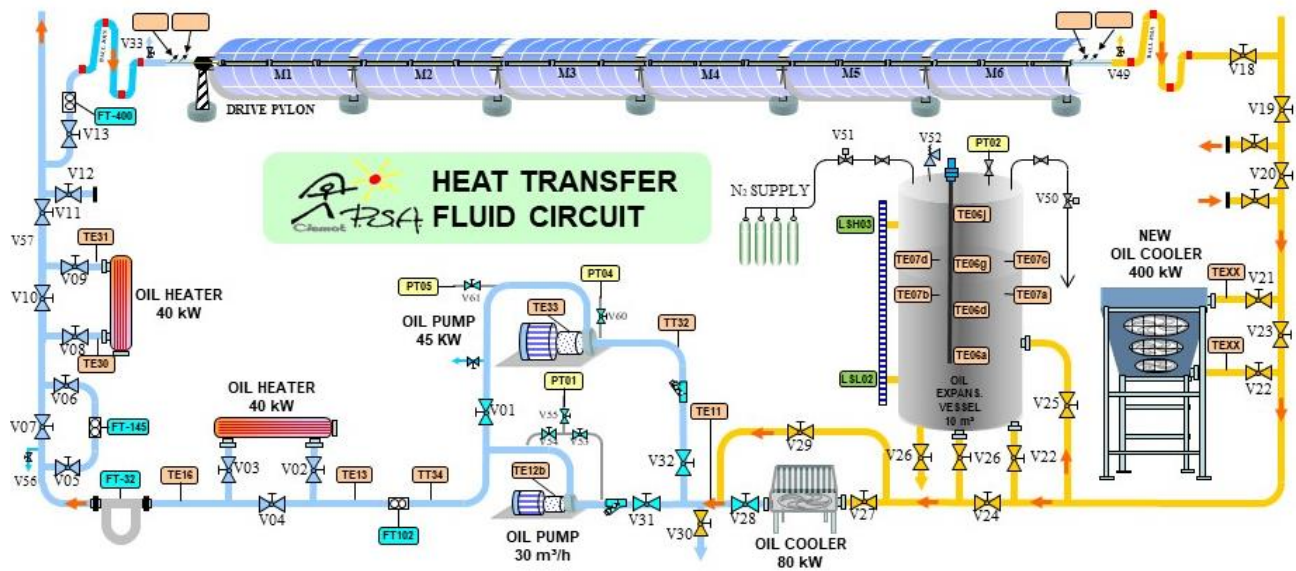 V33
BALL JOINTS
M1
M2
M3
M4
M5
M6
V49
V18
FT-400
V13
DRIVE PYLON
V19
V51
V52
PT02
V12
V11
V20
HEAT TRANSFER
FLUID CIRCUIT
Ciemat
P.S.A.
N₂ SUPPLY
V50
TE06j
LSH03
V57
TE31
V09
V10
OIL HEATER
40 kW
V08
TE30
TE07d
TE06g
TE07c
TE07b
TE06d
TE07a
TE06a
NEW
OIL COOLER
400 kW
TEXX
V21
V23
TEXX
V22
PT05
V61
PT04
OIL PUMP
45 KW
TE33
V60
TT32
V06
OIL HEATER
40 kW
PT01
LSL02
OIL
EXPANS.
VESSEL
10 m³
V25
V07
FT-145
V01
V55
V54
V53
TE11
V29
V56
V05
FT-32
TE16
V03
V02
TE13
TT34
TE12b
V32
V26
V26
V22
V04
FT102
V31
V28
V27
V24
V30
OIL PUMP
30 m³/h
OIL COOLER
80 kW